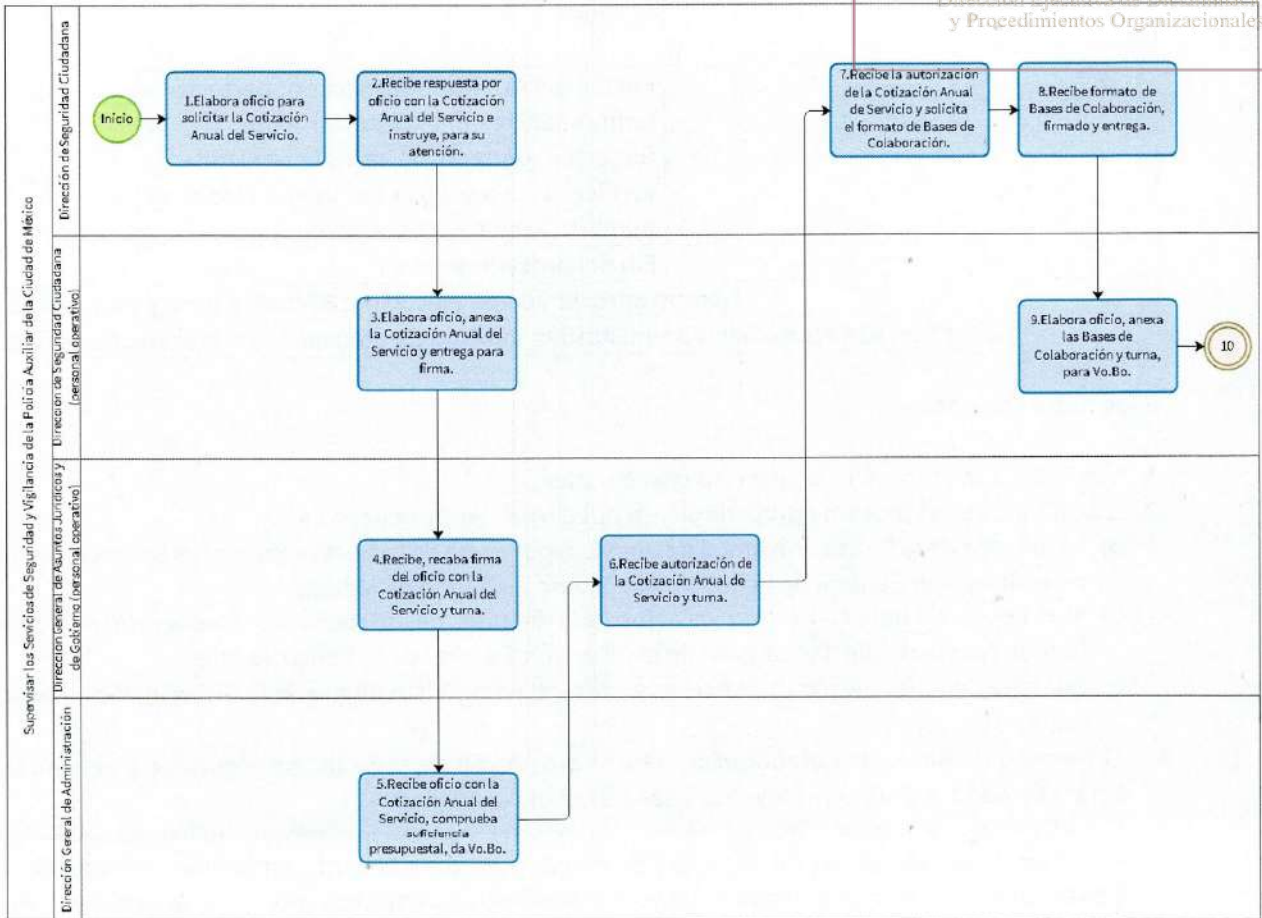 y Procedimientos Organizacionales
Supervisar los Servicios de Seguridad y Vigilancia de la Policía Auxiliar de la Ciudad de México
Dirección de Seguridad Ciudadana
Inicio
1.Elabora oficio para
solicitar la Cotización
Anual del Servicio.
2.Recibe respuesta por
oficio con la Cotización
Anual del Servicio e
instruye, para su
atención.
7.Recibe la autorización
de la Cotización Anual
de Servicio y solicita
el formato de Bases de
Colaboración.
8.Recibe formato de
Bases de Colaboración,
firmado y entrega.
Dirección de Seguridad Ciudadana
(personal operativo)
3.Elabora oficio, anexa
la Cotización Anual del
Servicio y entrega para
firma.
9.Elabora oficio, anexa
las Bases de
Colaboración y turna,
para Vo.Bo.
10
Dirección General de Asuntos Jurídicos y
de Gobierno (personal operativo)
4.Recibe, recaba firma
del oficio con la
Cotización Anual del
Servicio y turna.
6.Recibe autorización de
la Cotización Anual de
Servicio y turna.
Dirección General de Administración
5.Recibe oficio con la
Cotización Anual del
Servicio, comprueba
suficiencia
presupuestal, da Vo.Bo.